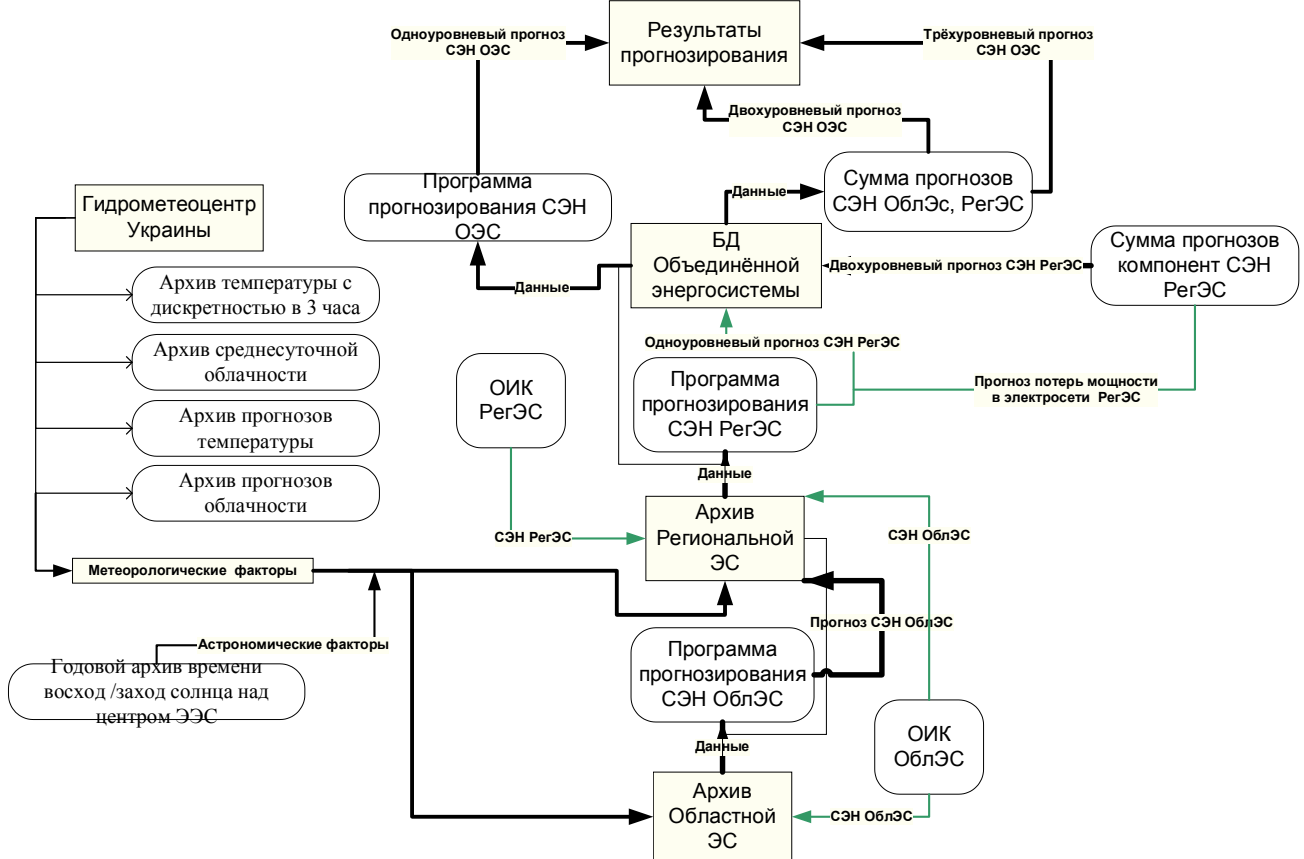 Одноуровневый прогноз
СЭН ОЭС
Результаты
прогнозирования
Трёхуровневый прогноз
СЭН ОЭС
Двохуровневый прогноз
СЭН ОЭС
Программа
прогнозирования СЭН
ОЭС
Данные
Сумма прогнозов
СЭН ОблЭс, РегЭС
Гидрометеоцентр
Украины
БД
Объединённой
энергосистемы
Двохуровневый прогноз СЭН РегЭС
Сумма прогнозов
компонент СЭН
РегЭС
Данные
Архив температуры с
дискретностью в 3 часа
Архив среднесуточной
облачности
Одноуровневый прогноз СЭН РегЭС
ОИК
РегЭС
Программа
прогнозирования
СЭН РегЭС
Прогноз потерь мощности
в электросети РегЭС
Архив прогнозов
температуры
Архив прогнозов
облачности
Данные
СЭН РегЭС
Архив
Региональной
ЭС
СЭН ОблЭС
Метеорологические факторы
Прогноз СЭН ОблЭС
Астрономические факторы
Годовой архив времени
восход /заход солнца над
центром ЭЭС
Программа
прогнозирования
СЭН ОблЭС
ОИК
ОблЭС
Данные
Архив
Областной
ЭС
СЭН ОблЭС